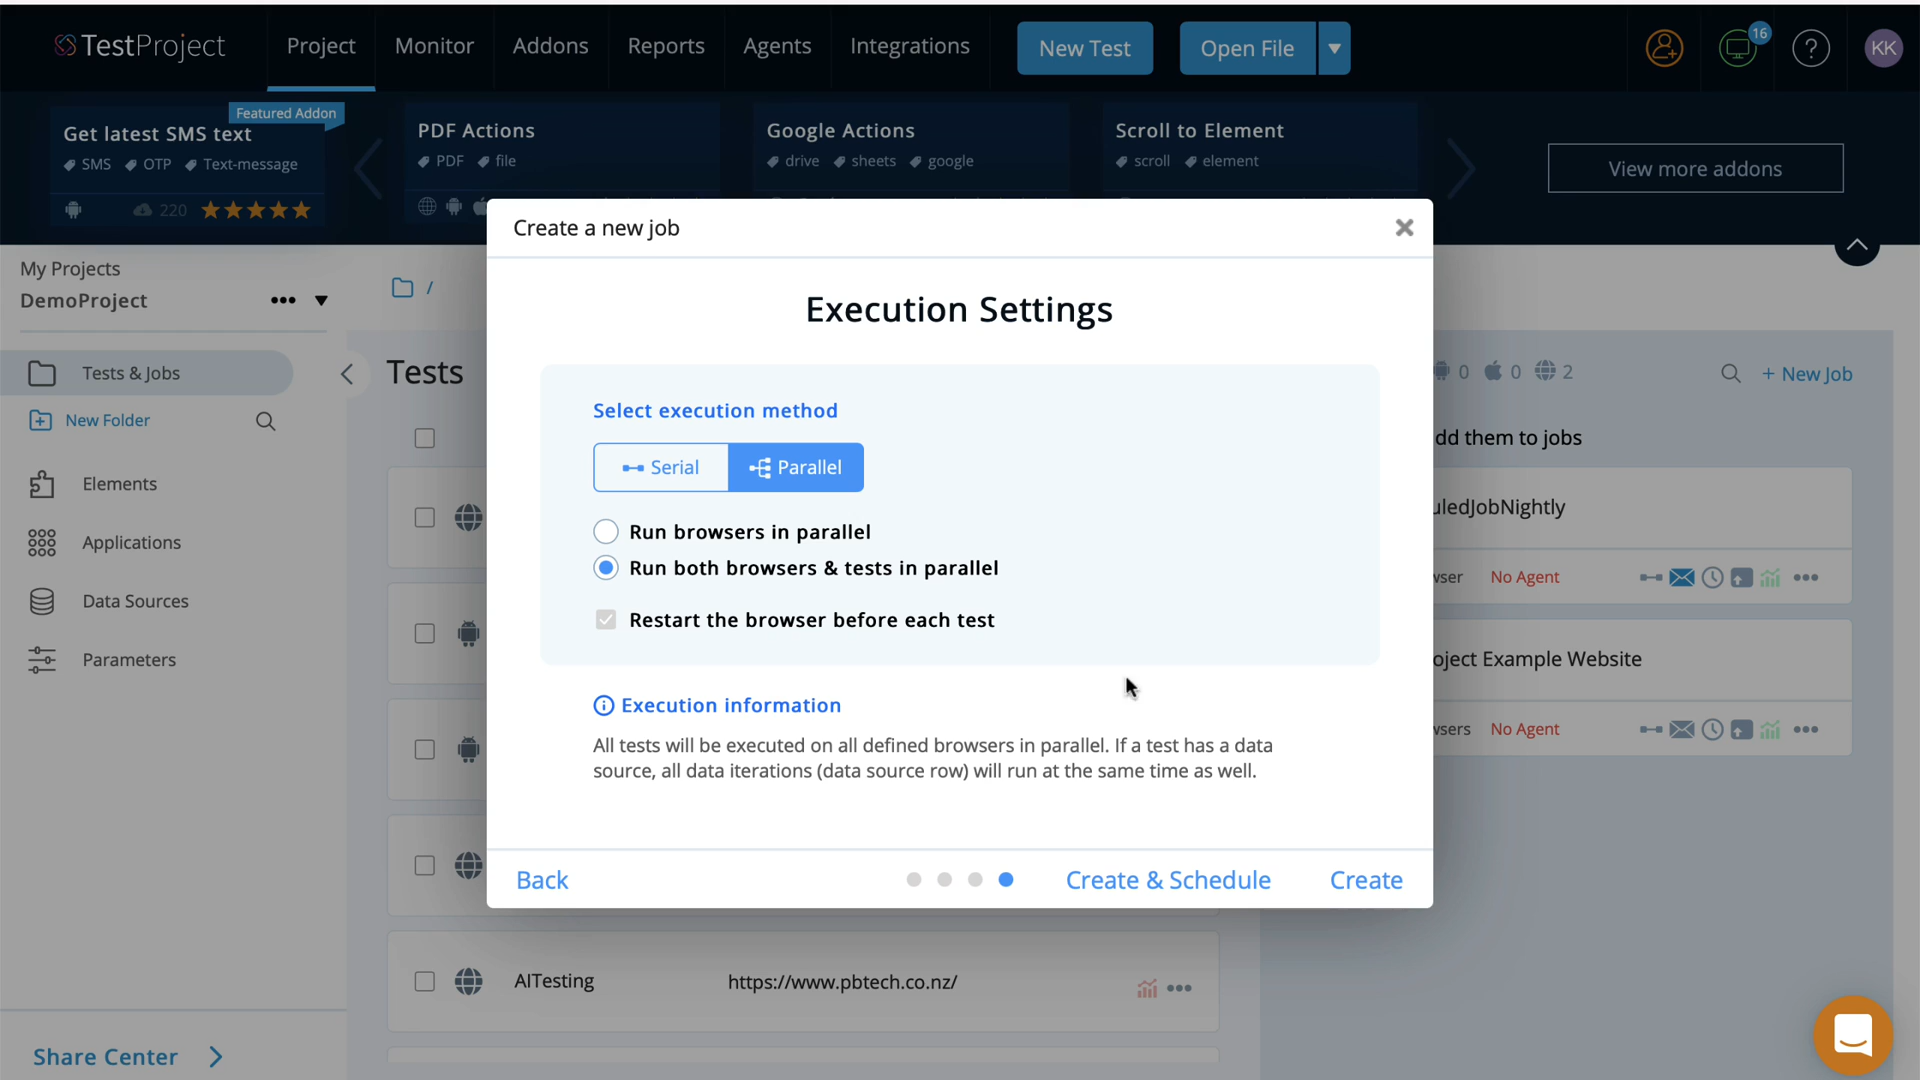 TestProject
Project
Monitor
Addons
Reports
Agents
Integrations
New Test
Open File
16
?
KK
Featured Addon
Get latest SMS text
SMS OTP Text-message
220
PDF Actions
PDF file
Google Actions
drive sheets google
Scroll to Element
scroll element
View more addons
My Projects
DemoProject
Tests & Jobs
New Folder
Elements
Applications
Data Sources
Parameters
Share Center
/
Tests
Create a new job
Execution Settings
Select execution method
Serial
Parallel
Run browsers in parallel
Run both browsers & tests in parallel
Restart the browser before each test
Execution information
All tests will be executed on all defined browsers in parallel. If a test has a data
source, all data iterations (data source row) will run at the same time as well.
Back
Create & Schedule
Create
AITesting
https://www.pbtech.co.nz/
0 0 2
+ New Job
dd them to jobs
uledJobNightly
wser No Agent
oject Example Website
wsers No Agent